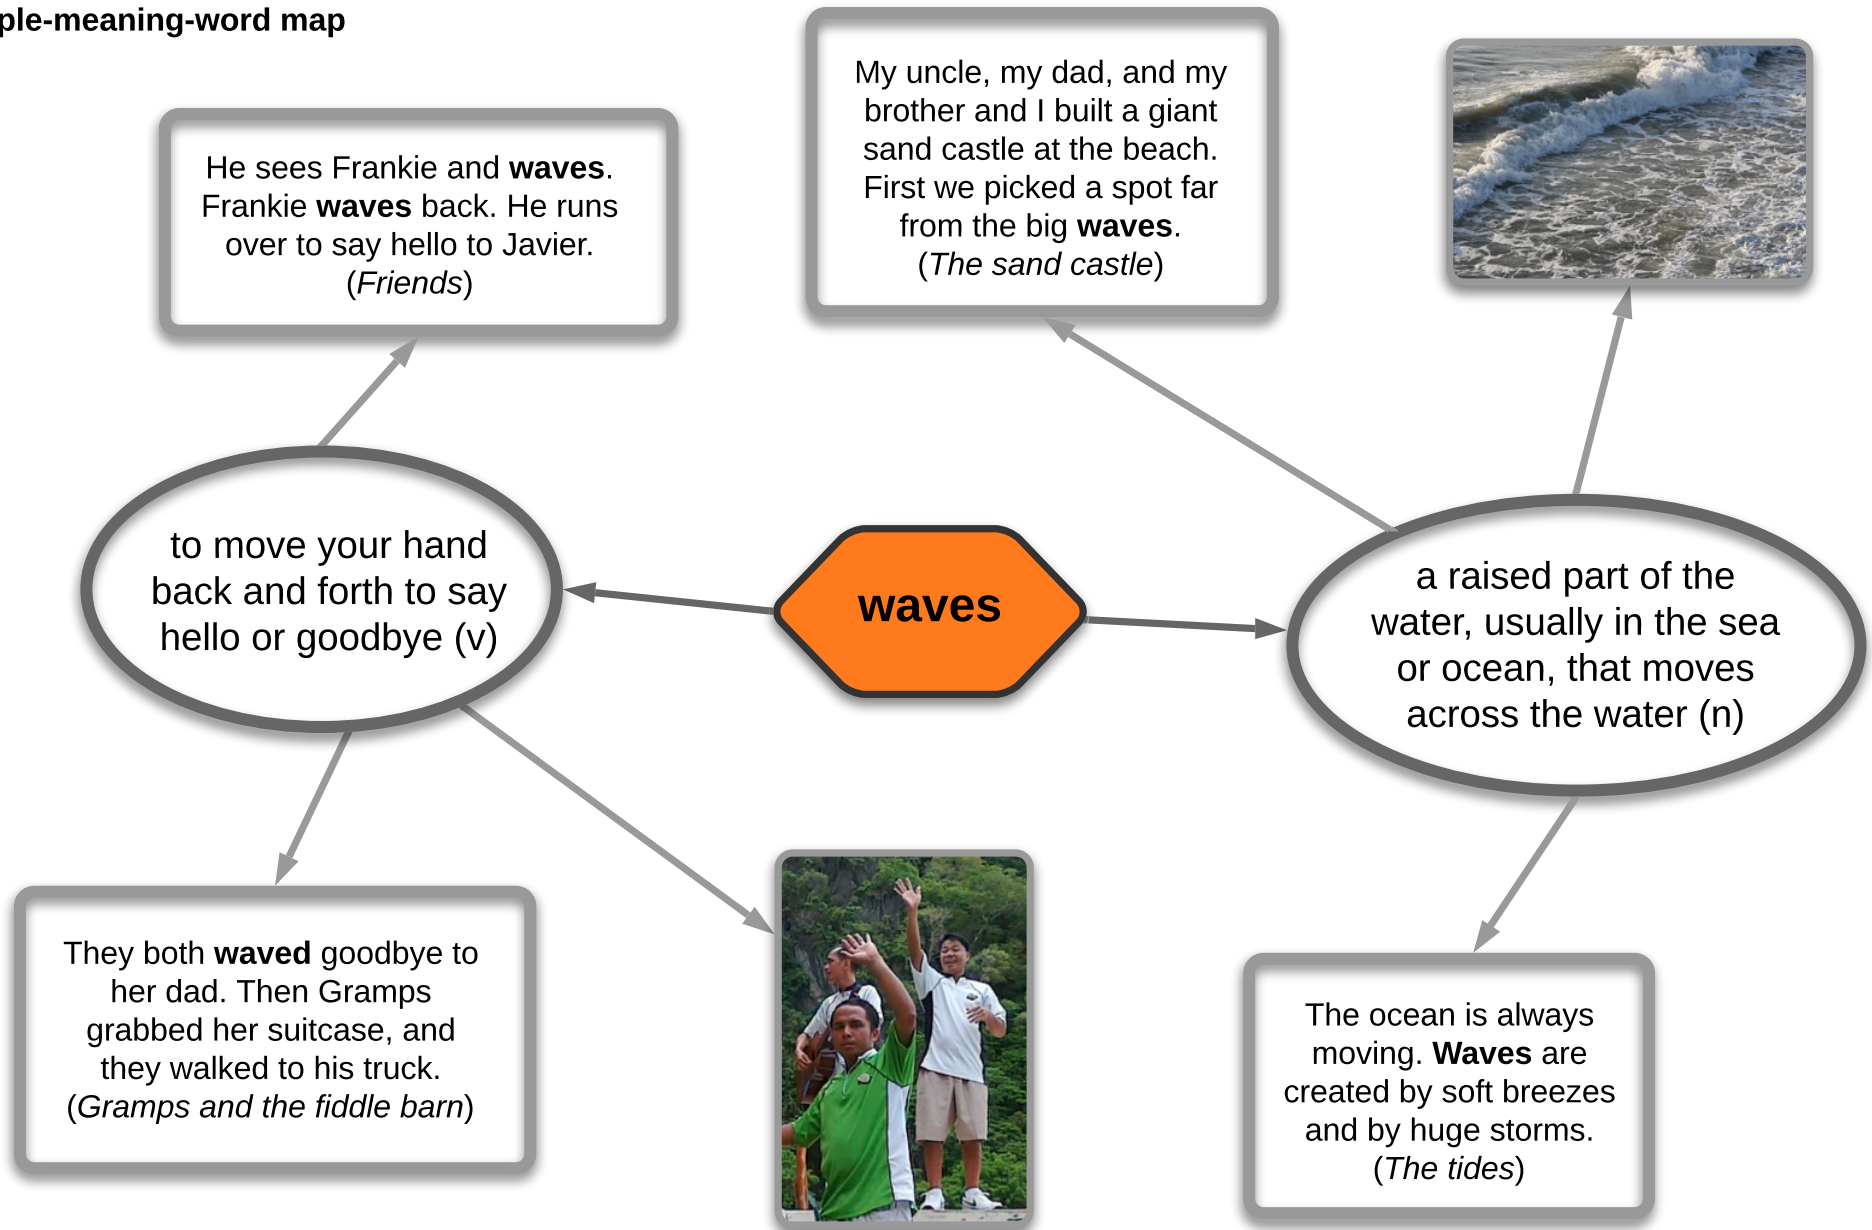 ple-meaning-word map
He sees Frankie and waves.
Frankie waves back. He runs
over to say hello to Javier.
(Friends)
My uncle, my dad, and my
brother and I built a giant
sand castle at the beach.
First we picked a spot far
from the big waves.
(The sand castle)
to move your hand
back and forth to say
hello or goodbye (v)
waves
a raised part of the
water, usually in the sea
or ocean, that moves
across the water (n)
They both waved goodbye to
her dad. Then Gramps
grabbed her suitcase, and
they walked to his truck.
(Gramps and the fiddle barn)
The ocean is always
moving. Waves are
created by soft breezes
and by huge storms.
(The tides)